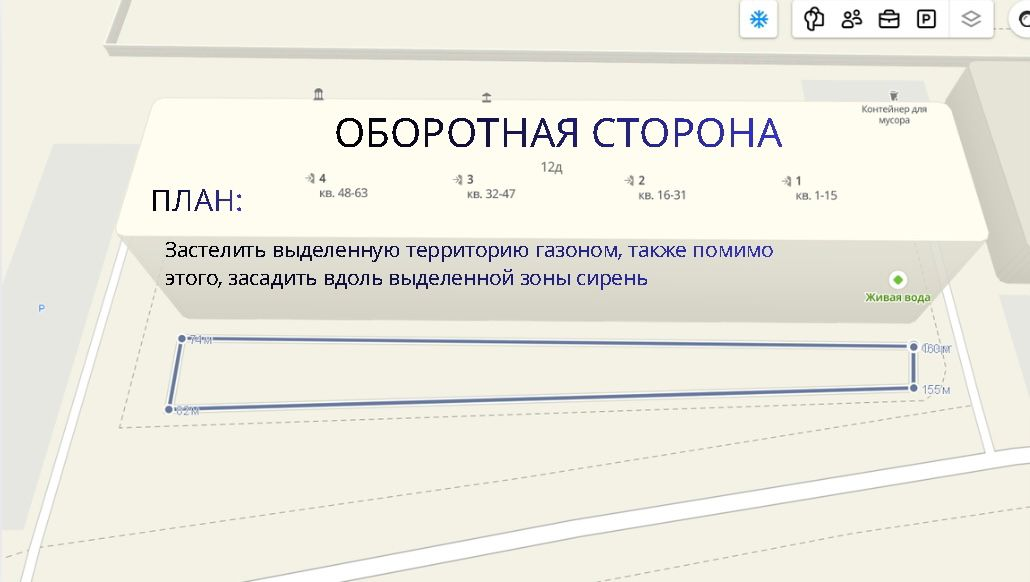 P
Контейнер для
мусора
ОБОРОТНАЯ СТОРОНА
12д
4
кв. 48-63
3
кв. 32-47
2
кв. 16-31
1
кв. 1-15
ПЛАН:
Застелить выделенную территорию газоном, также помимо
этого, засадить вдоль выделенной зоны сирень
Живая вода
P
74м
155м